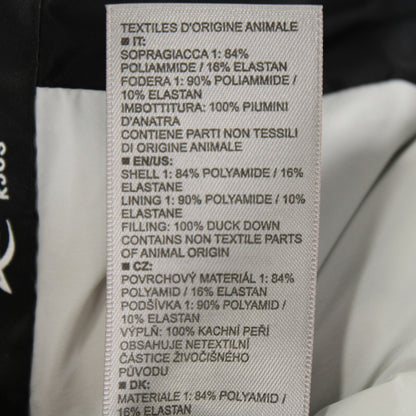 TEXTILES D'ORIGINE ANIMALE
■ IT:
SOPRAGIACCA 1: 84%
POLIAMMIDE / 16% ELASTAN
FODERA 1: 90% POLIAMMIDE /
10% ELASTAN
IMBOTTITURA: 100% PIUMINI
D'ANATRA
CONTIENE PARTI NON TESSILI
DI ORIGINE ANIMALE
■ EN/US:
SHELL 1: 84% POLYAMIDE / 16%
ELASTANE
LINING 1: 90% POLYAMIDE / 10%
ELASTANE
FILLING: 100% DUCK DOWN
CONTAINS NON TEXTILE PARTS
OF ANIMAL ORIGIN
■ CZ:
POVRCHOVÝ MATERIÁL 1: 84%
POLYAMID / 16% ELASTAN
PODŠÍVKA 1: 90% POLYAMID /
10% ELASTAN
VÝPLŇ: 100% KACHNÍ PEŘÍ
OBSAHUJE NETEXTILNÍ
ČÁSTICE ŽIVOČIŠNÉHO
PŮVODU
■ DK:
MATERIALE 1: 84% POLYAMID /
16% ELASTAN
KJUS